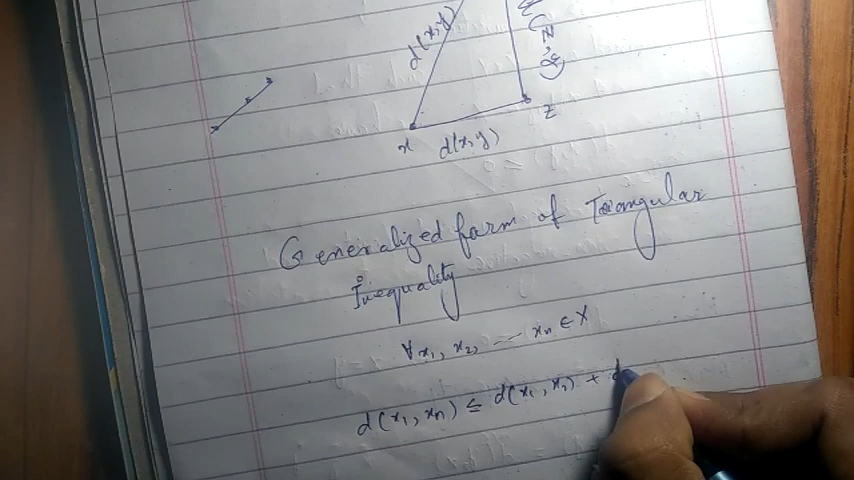 d(x,y)
d(z,y)
z
x
d(x,y)
Generalized form of Triangular
Inequality
∀ x₁, x₂, — xₙ ∈ X
d(x₁, xₙ) ≤ d(x₁, x₂) + d